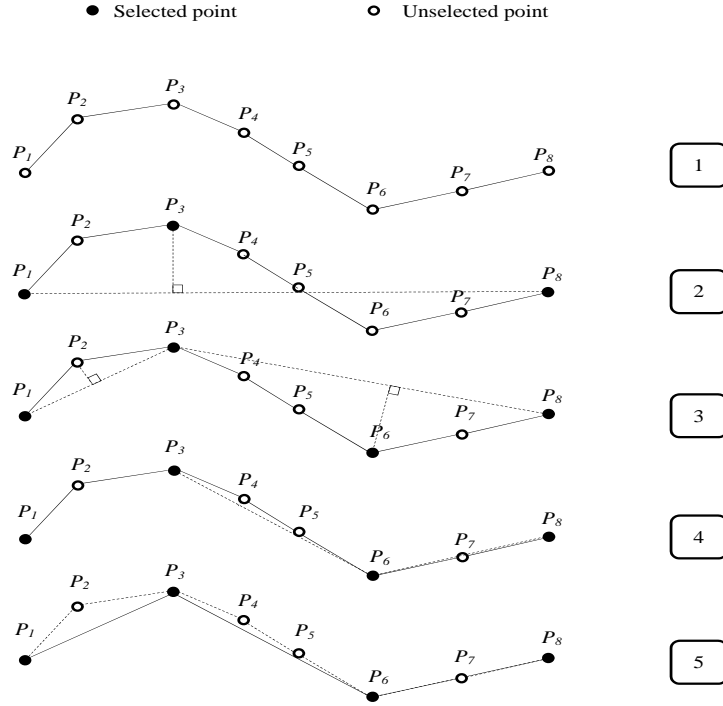 Selected point Unselected point
P1 P2 P3 P4 P5 P6 P7 P8 1
P1 P2 P3 P4 P5 P6 P7 P8 2
P1 P2 P3 P4 P5 P6 P7 P8 3
P1 P2 P3 P4 P5 P6 P7 P8 4
P1 P2 P3 P4 P5 P6 P7 P8 5